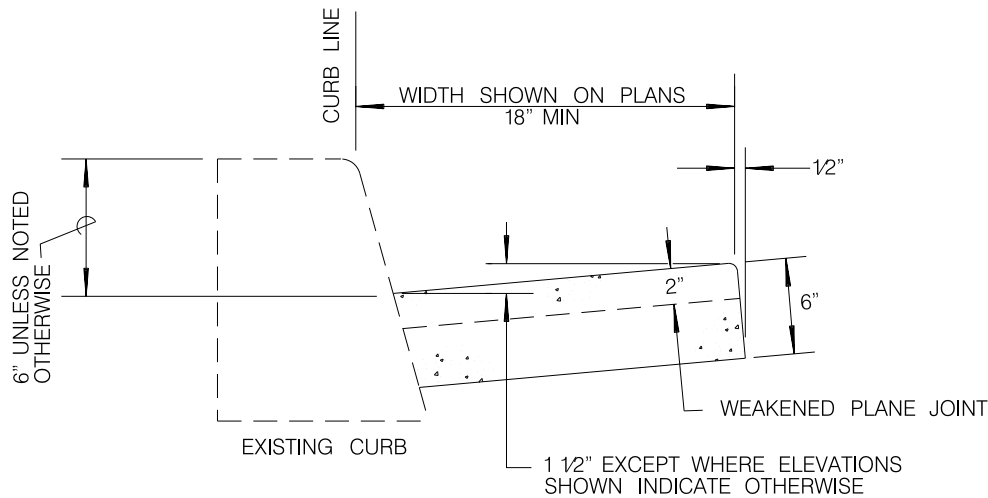 CURB LINE
WIDTH SHOWN ON PLANS
18" MIN
1/2"
6" UNLESS NOTED
OTHERWISE
2"
6"
WEAKENED PLANE JOINT
EXISTING CURB
1 1/2" EXCEPT WHERE ELEVATIONS
SHOWN INDICATE OTHERWISE